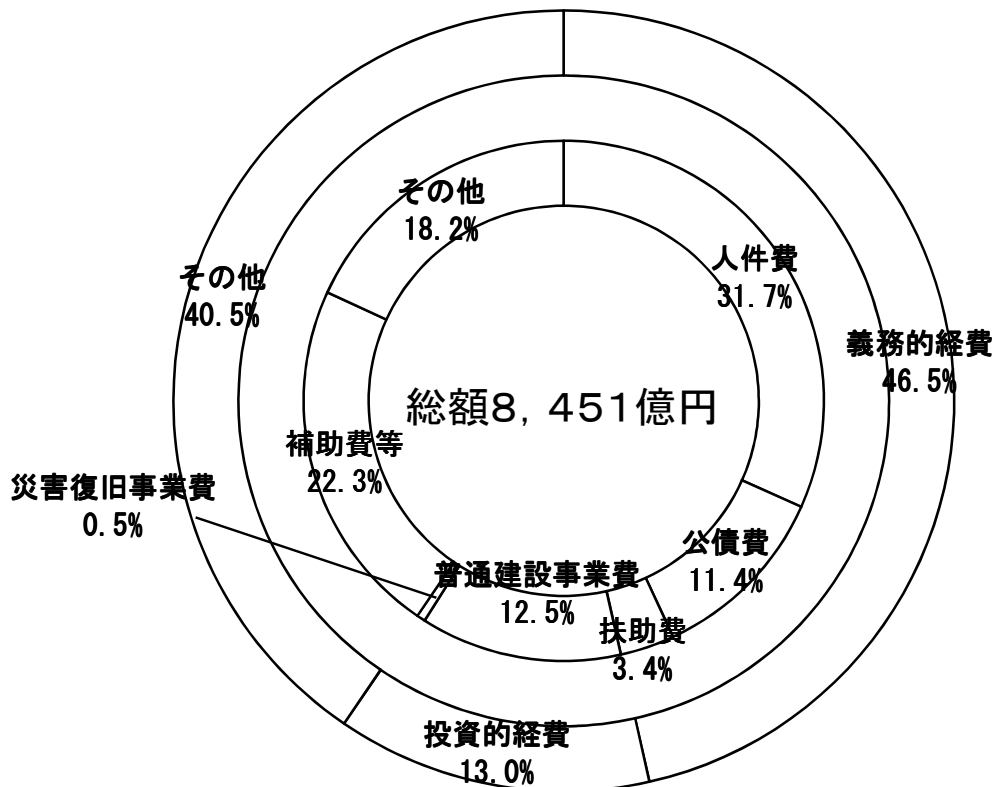 その他
18.2%
人件費
31.7%
その他
40.5%
義務的経費
46.5%
総額8,451億円
補助費等
22.3%
災害復旧事業費
0.5%
公債費
11.4%
普通建設事業費
12.5%
扶助費
3.4%
投資的経費
13.0%